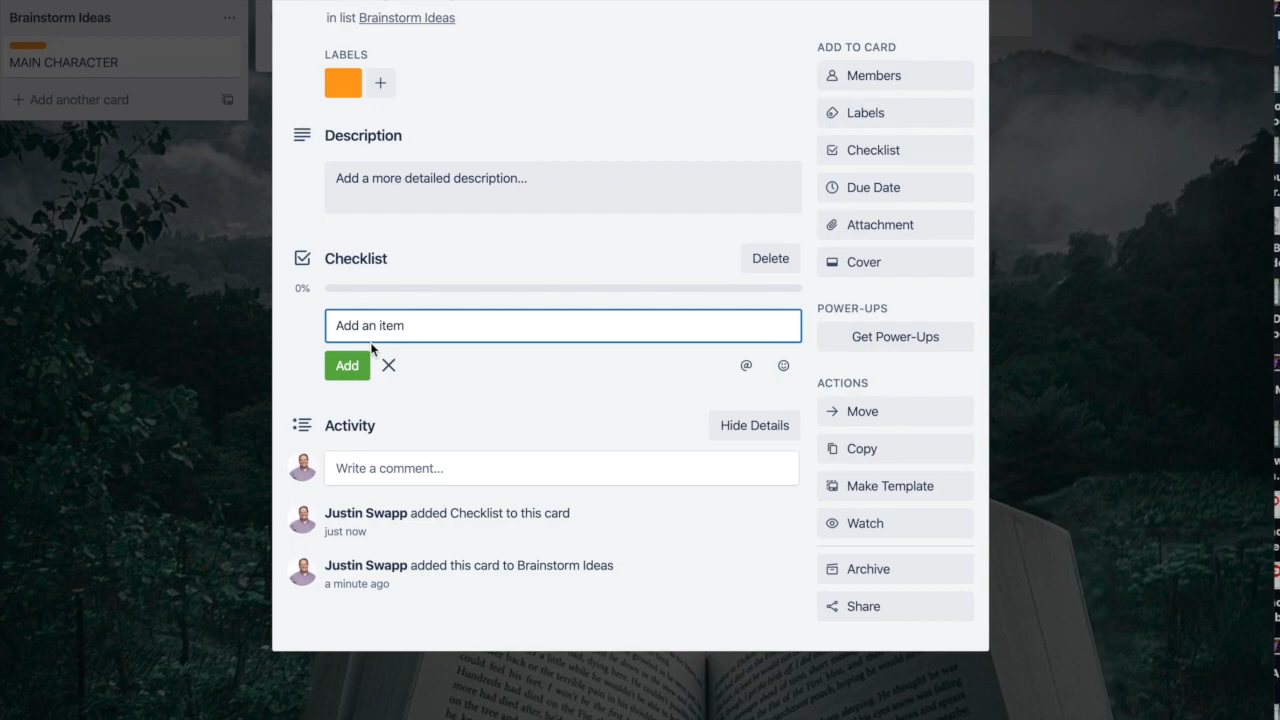 Brainstorm Ideas
MAIN CHARACTER
Add another card
in list Brainstorm Ideas
LABELS
Description
Add a more detailed description...
Checklist
Delete
0%
Add an item
Add
Activity
Hide Details
Write a comment...
Justin Swapp added Checklist to this card
just now
Justin Swapp added this card to Brainstorm Ideas
a minute ago
ADD TO CARD
Members
Labels
Checklist
Due Date
Attachment
Cover
POWER-UPS
Get Power-Ups
ACTIONS
Move
Copy
Make Template
Watch
Archive
Share